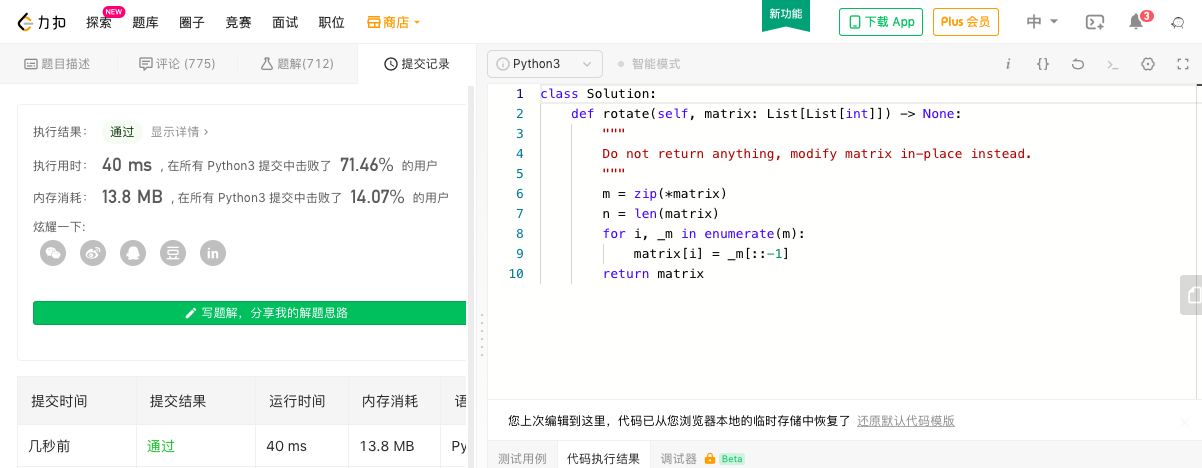 力扣 探索 NEW 题库 圈子 竞赛 面试 职位 商店 新功能 下载 App Plus 会员 中 3
题目描述 评论 (775) 题解(712) 提交记录
i Python3 智能模式 i {} >_
执行结果： 通过 显示详情 ›
执行用时： 40 ms , 在所有 Python3 提交中击败了 71.46% 的用户
内存消耗： 13.8 MB , 在所有 Python3 提交中击败了 14.07% 的用户
炫耀一下:
豆 in
写题解，分享我的解题思路
提交时间 提交结果 运行时间 内存消耗 语
几秒前 通过 40 ms 13.8 MB Py
1 class Solution:
2 def rotate(self, matrix: List[List[int]]) -> None:
3 """
4 Do not return anything, modify matrix in-place instead.
5 """
6 m = zip(*matrix)
7 n = len(matrix)
8 for i, _m in enumerate(m):
9 matrix[i] = _m[::-1]
10 return matrix
您上次编辑到这里，代码已从您浏览器本地的临时存储中恢复了 还原默认代码模版
测试用例 代码执行结果 调试器 Beta